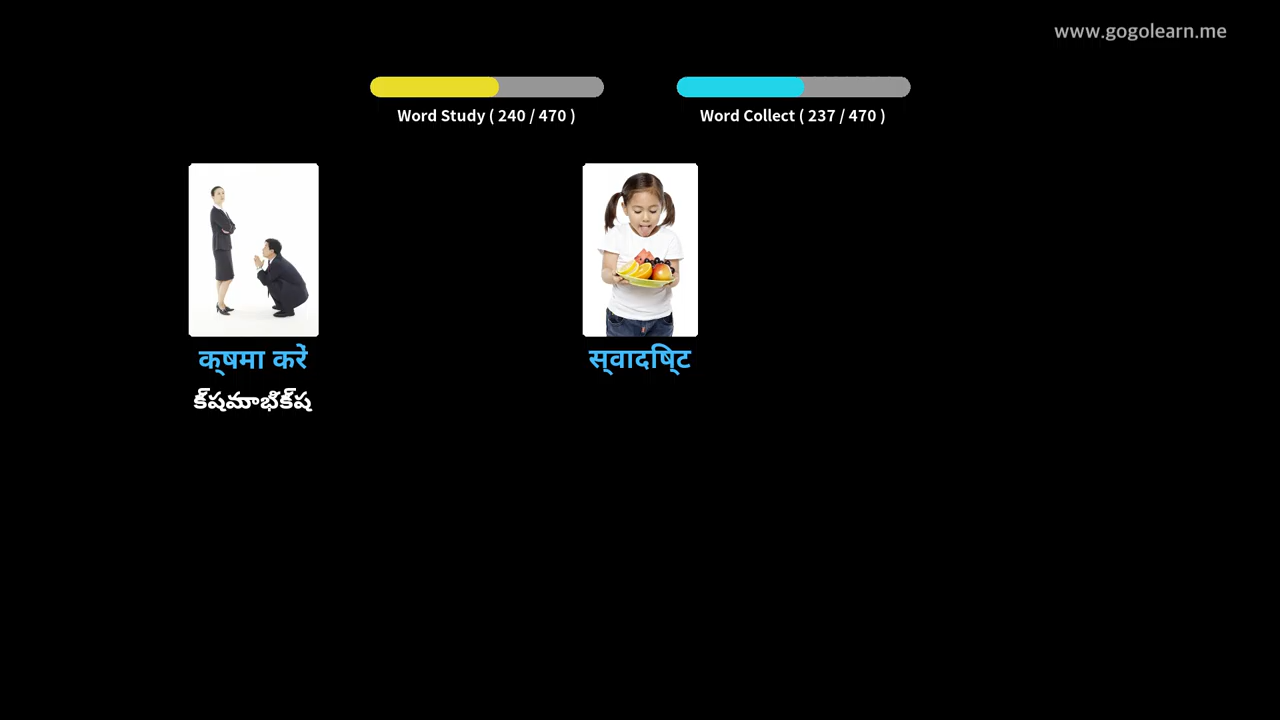 www.gogolearn.me
Word Study ( 240 / 470 )
Word Collect ( 237 / 470 )
क्षमा करें
स्वादिष्ट
క్షమాభిక్ష